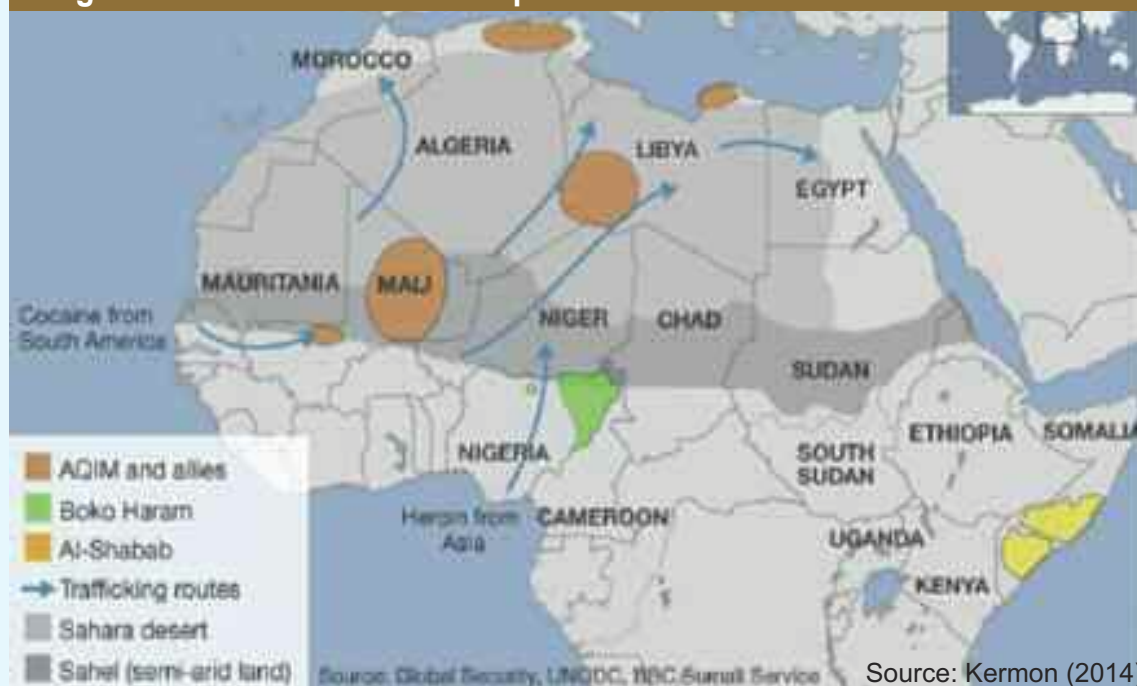 MOROCCO
ALGERIA
LIBYA
EGYPT
MAURITANIA
MALI
NIGER
CHAD
SUDAN
Cocaine from
South America
NIGERIA
ETHIOPIA
SOMALIA
SOUTH
SUDAN
Heroin from
Asia
CAMEROON
UGANDA
KENYA
AQIM and allies
Boko Haram
Al-Shabab
Trafficking routes
Sahara desert
Sahel (semi-arid land)
Source: Global Security, UNODC, BBC Somali Service
Source: Kermon (2014)